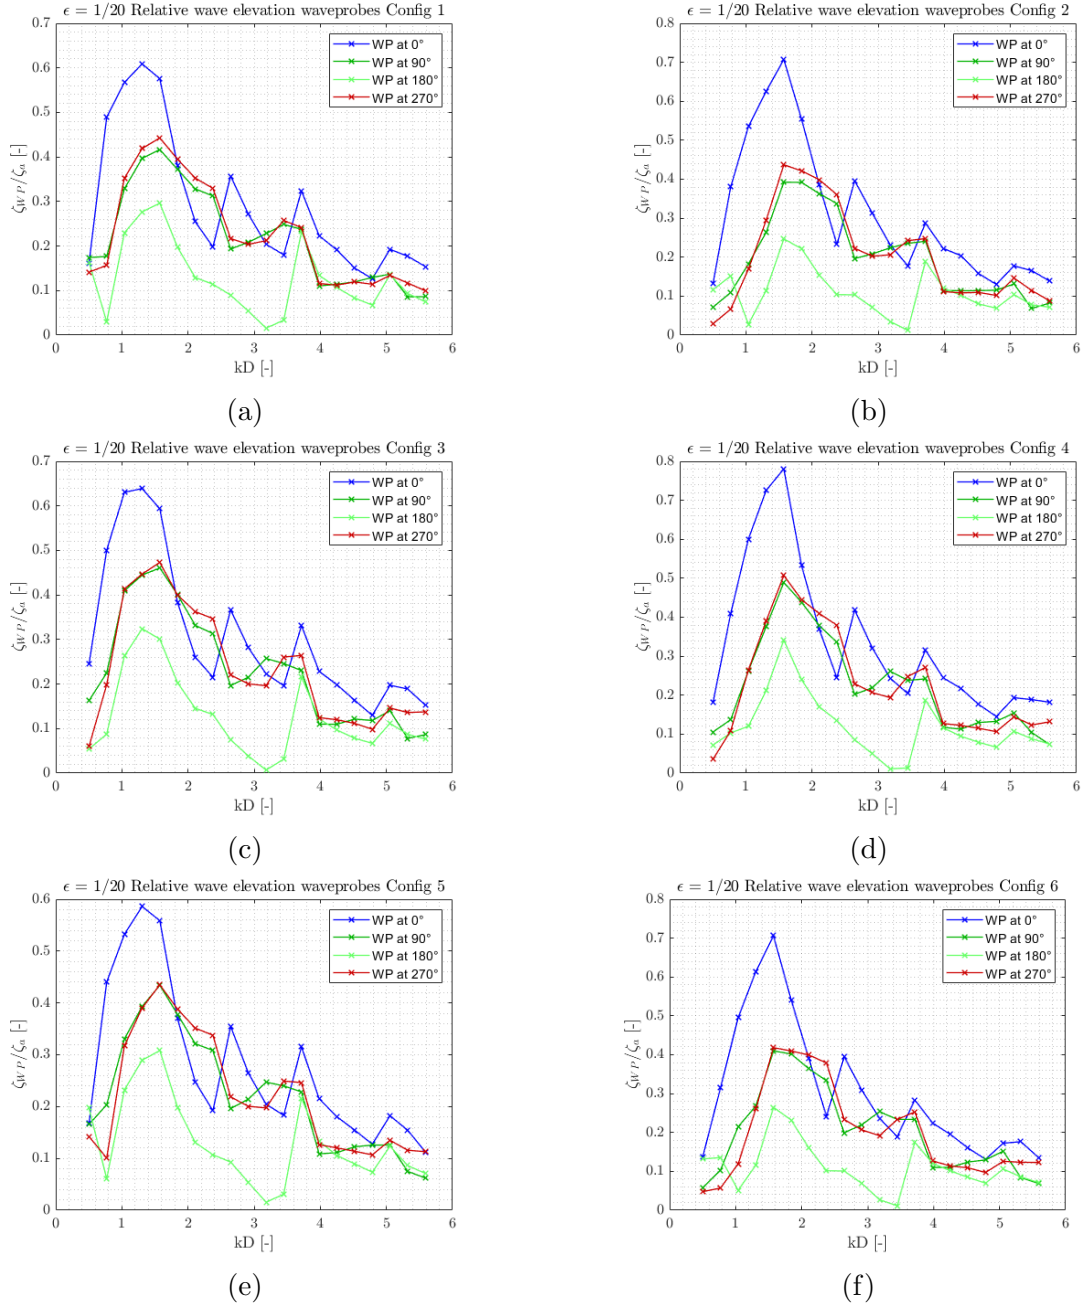 ϵ = 1/20 Relative wave elevation waveprobes Config 1
0.7
0.6
0.5
0.4
0.3
0.2
0.1
0
ζWP/ζa [-]
WP at 0°
WP at 90°
WP at 180°
WP at 270°
0 1 2 3 4 5 6
kD [-]
(a)
ϵ = 1/20 Relative wave elevation waveprobes Config 2
0.8
0.7
0.6
0.5
0.4
0.3
0.2
0.1
0
ζWP/ζa [-]
WP at 0°
WP at 90°
WP at 180°
WP at 270°
0 1 2 3 4 5 6
kD [-]
(b)
ϵ = 1/20 Relative wave elevation waveprobes Config 3
0.7
0.6
0.5
0.4
0.3
0.2
0.1
0
ζWP/ζa [-]
WP at 0°
WP at 90°
WP at 180°
WP at 270°
0 1 2 3 4 5 6
kD [-]
(c)
ϵ = 1/20 Relative wave elevation waveprobes Config 4
0.8
0.7
0.6
0.5
0.4
0.3
0.2
0.1
0
ζWP/ζa [-]
WP at 0°
WP at 90°
WP at 180°
WP at 270°
0 1 2 3 4 5 6
kD [-]
(d)
ϵ = 1/20 Relative wave elevation waveprobes Config 5
0.6
0.5
0.4
0.3
0.2
0.1
0
ζWP/ζa [-]
WP at 0°
WP at 90°
WP at 180°
WP at 270°
0 1 2 3 4 5 6
kD [-]
(e)
ϵ = 1/20 Relative wave elevation waveprobes Config 6
0.8
0.7
0.6
0.5
0.4
0.3
0.2
0.1
0
ζWP/ζa [-]
WP at 0°
WP at 90°
WP at 180°
WP at 270°
0 1 2 3 4 5 6
kD [-]
(f)